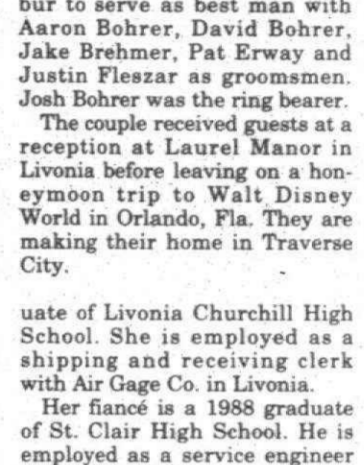 bur to serve as best man with
Aaron Bohrer, David Bohrer,
Jake Brehmer, Pat Erway and
Justin Fleszar as groomsmen.
Josh Bohrer was the ring bearer.
The couple received guests at a
reception at Laurel Manor in
Livonia before leaving on a hon-
eymoon trip to Walt Disney
World in Orlando, Fla. They are
making their home in Traverse
City.
uate of Livonia Churchill High
School. She is employed as a
shipping and receiving clerk
with Air Gage Co. in Livonia.
Her fiancé is a 1988 graduate
of St. Clair High School. He is
employed as a service engineer